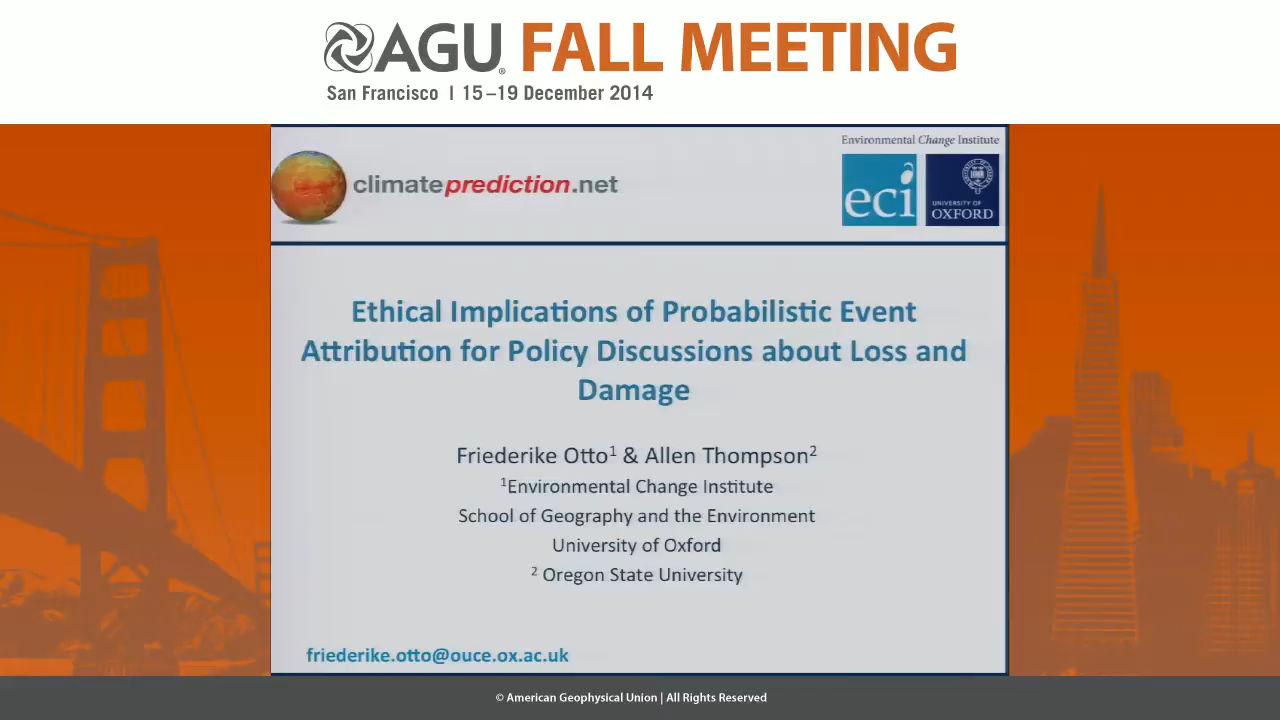 AGU FALL MEETING
San Francisco | 15–19 December 2014
Environmental Change Institute
climateprediction.net
eci
UNIVERSITY OF
OXFORD
Ethical Implications of Probabilistic Event
Attribution for Policy Discussions about Loss and
Damage
Friederike Otto¹ & Allen Thompson²
¹Environmental Change Institute
School of Geography and the Environment
University of Oxford
² Oregon State University
friederike.otto@ouce.ox.ac.uk
© American Geophysical Union | All Rights Reserved